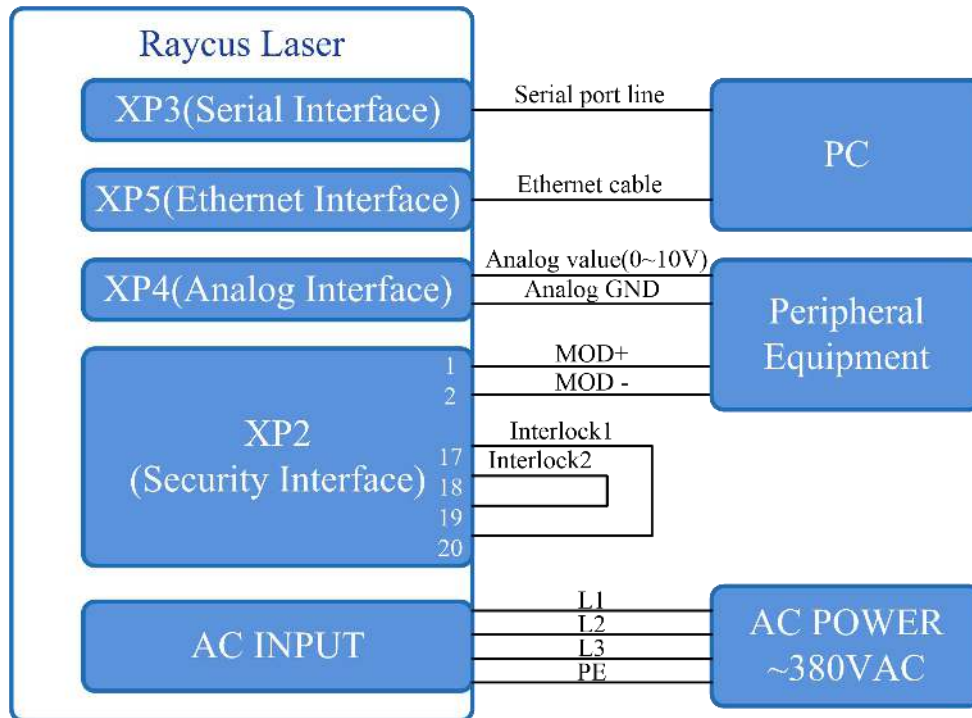 Raycus Laser
XP3(Serial Interface)
Serial port line
PC
XP5(Ethernet Interface)
Ethernet cable
XP4(Analog Interface)
Analog value(0~10V)
Analog GND
Peripheral
Equipment
XP2
(Security Interface)
1
2
17
18
19
20
MOD+
MOD -
Interlock1
Interlock2
AC INPUT
L1
L2
L3
PE
AC POWER
~380VAC